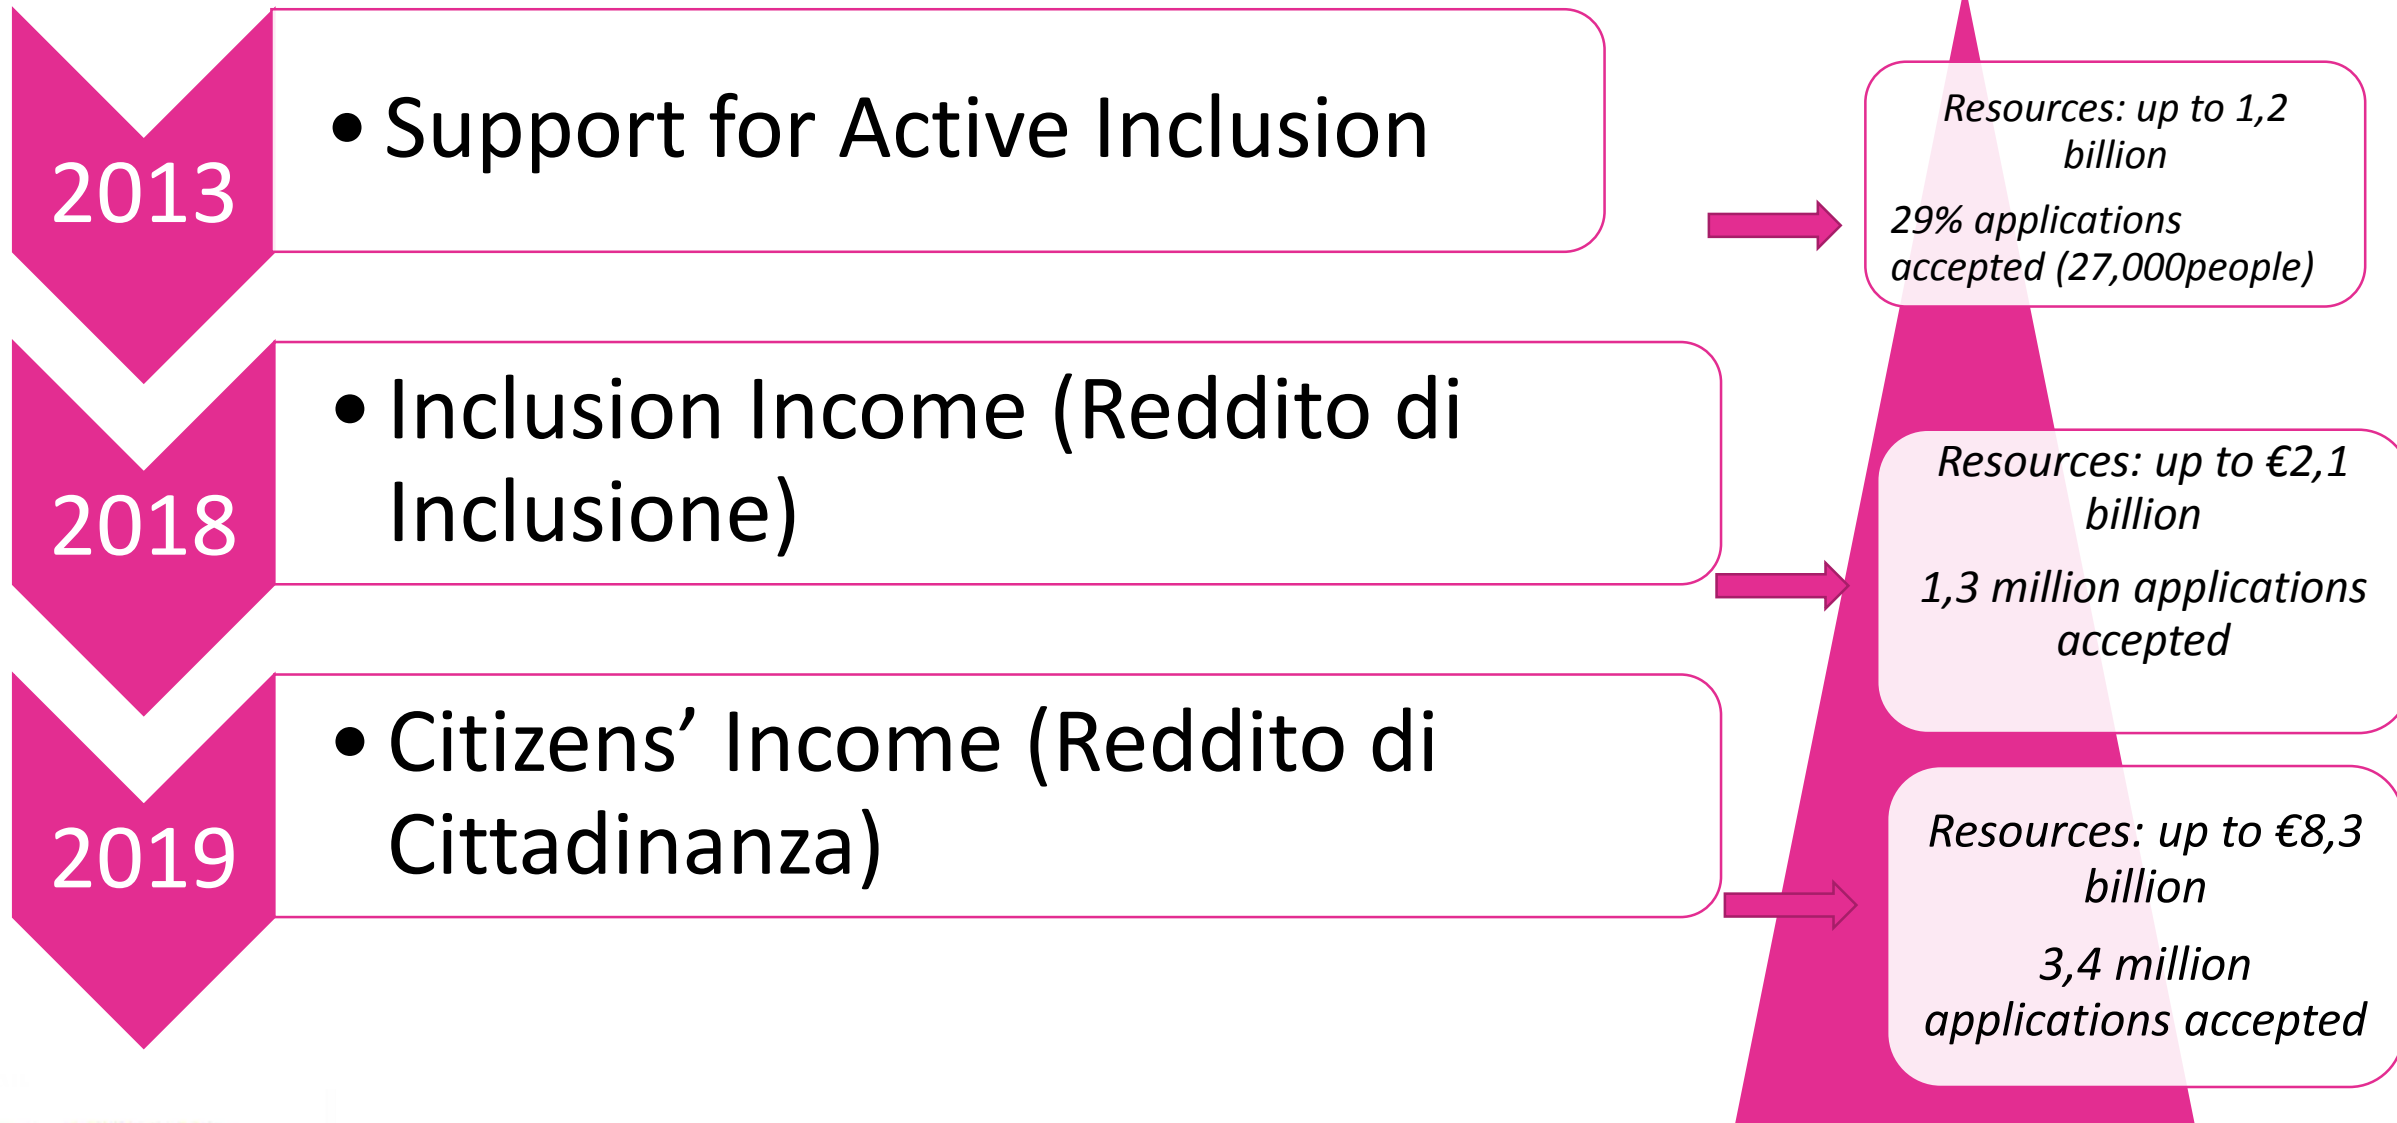 2013
• Support for Active Inclusion
Resources: up to 1,2
billion
29% applications
accepted (27,000people)
2018
• Inclusion Income (Reddito di
Inclusione)
Resources: up to €2,1
billion
1,3 million applications
accepted
2019
• Citizens’ Income (Reddito di
Cittadinanza)
Resources: up to €8,3
billion
3,4 million
applications accepted